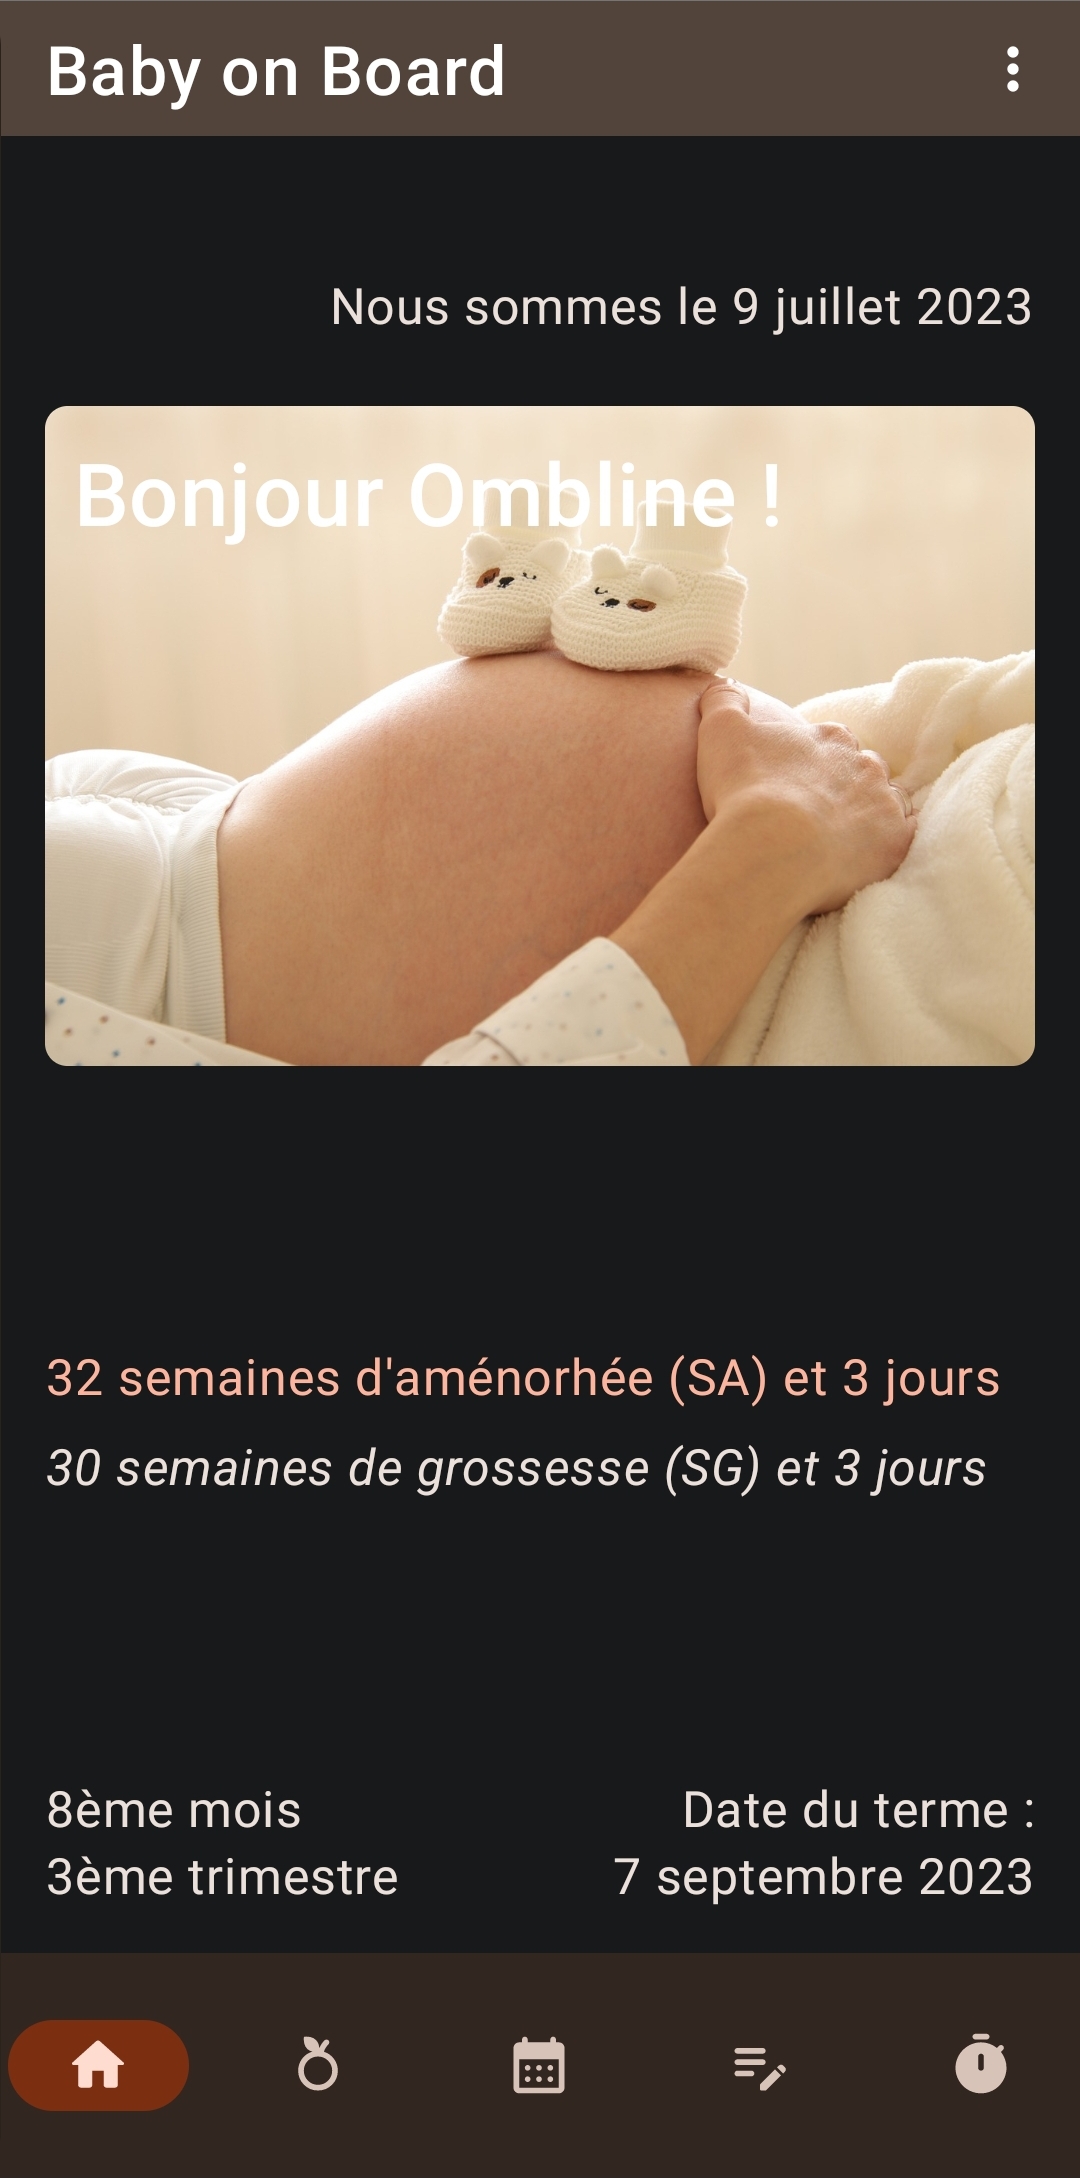 Baby on Board
Nous sommes le 9 juillet 2023
Bonjour Ombline !
32 semaines d'aménorhée (SA) et 3 jours
30 semaines de grossesse (SG) et 3 jours
8ème mois
3ème trimestre
Date du terme :
7 septembre 2023